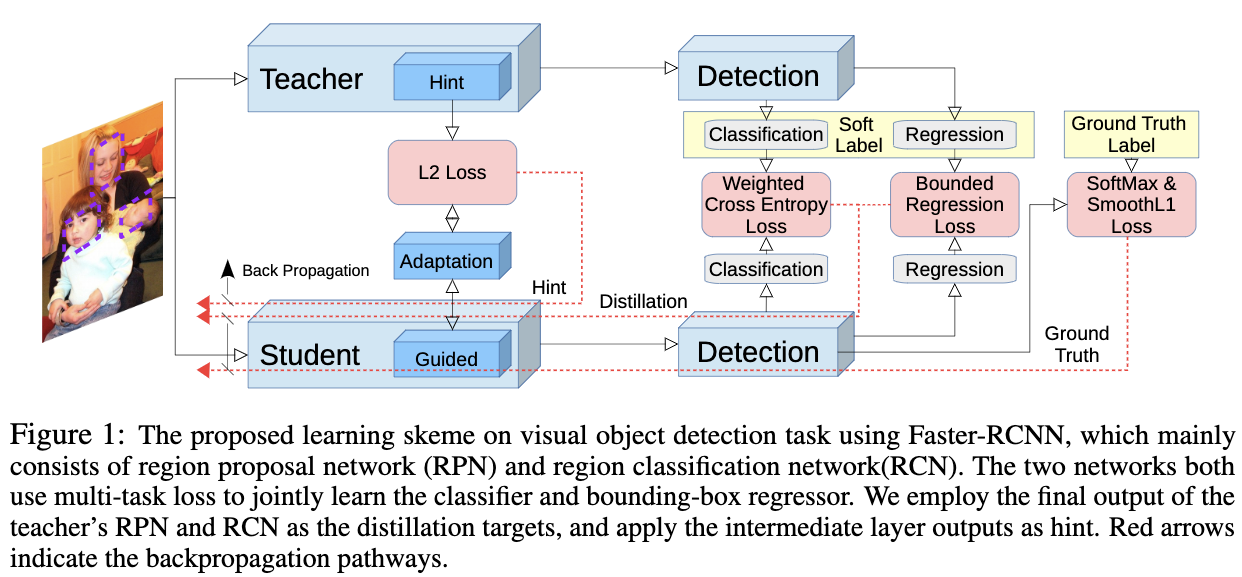 Teacher
Hint
Detection
Classification
Soft
Label
Regression
Ground Truth
Label
L2 Loss
Weighted
Cross Entropy
Loss
Bounded
Regression
Loss
SoftMax &
SmoothL1
Loss
Adaptation
Classification
Regression
Back Propagation
Hint
Distillation
Student
Guided
Detection
Ground
Truth
Figure 1: The proposed learning skeme on visual object detection task using Faster-RCNN, which mainly
consists of region proposal network (RPN) and region classification network(RCN). The two networks both
use multi-task loss to jointly learn the classifier and bounding-box regressor. We employ the final output of the
teacher's RPN and RCN as the distillation targets, and apply the intermediate layer outputs as hint. Red arrows
indicate the backpropagation pathways.